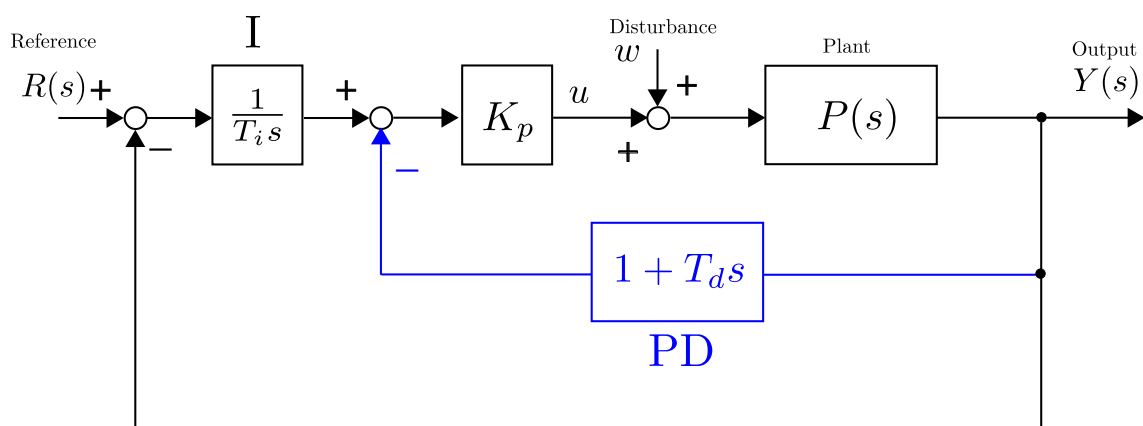 Reference
R(s)
+
−
I
1
T_i s
+
−
K_p
u
Disturbance
w
+
+
Plant
P(s)
Output
Y(s)
1 + T_d s
PD